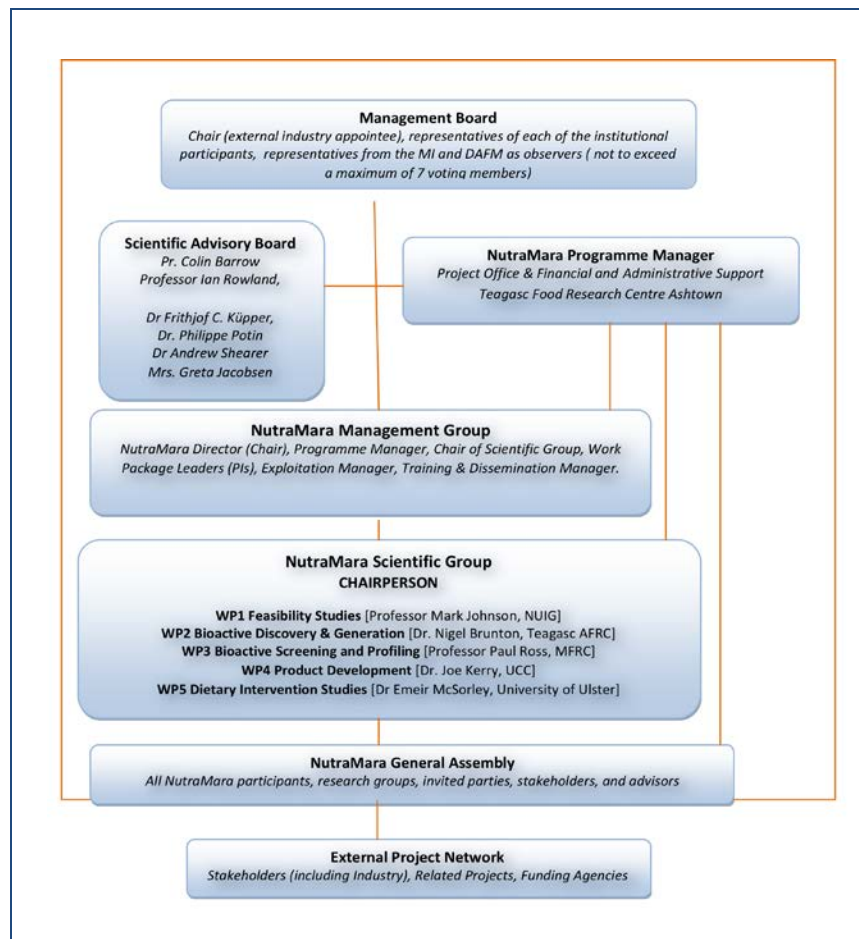 Management Board
Chair (external industry appointee), representatives of each of the institutional
participants, representatives from the MI and DAFM as observers ( not to exceed
a maximum of 7 voting members)
Scientific Advisory Board
Pr. Colin Barrow
Professor Ian Rowland,
Dr Frithjof C. Küpper,
Dr. Philippe Potin
Dr Andrew Shearer
Mrs. Greta Jacobsen
NutraMara Programme Manager
Project Office & Financial and Administrative Support
Teagasc Food Research Centre Ashtown
NutraMara Management Group
NutraMara Director (Chair), Programme Manager, Chair of Scientific Group, Work
Package Leaders (PIs), Exploitation Manager, Training & Dissemination Manager.
NutraMara Scientific Group
CHAIRPERSON
WP1 Feasibility Studies [Professor Mark Johnson, NUIG]
WP2 Bioactive Discovery & Generation [Dr. Nigel Brunton, Teagasc AFRC]
WP3 Bioactive Screening and Profiling [Professor Paul Ross, MFRC]
WP4 Product Development [Dr. Joe Kerry, UCC]
WP5 Dietary Intervention Studies [Dr Emeir McSorley, University of Ulster]
NutraMara General Assembly
All NutraMara participants, research groups, invited parties, stakeholders, and advisors
External Project Network
Stakeholders (including Industry), Related Projects, Funding Agencies